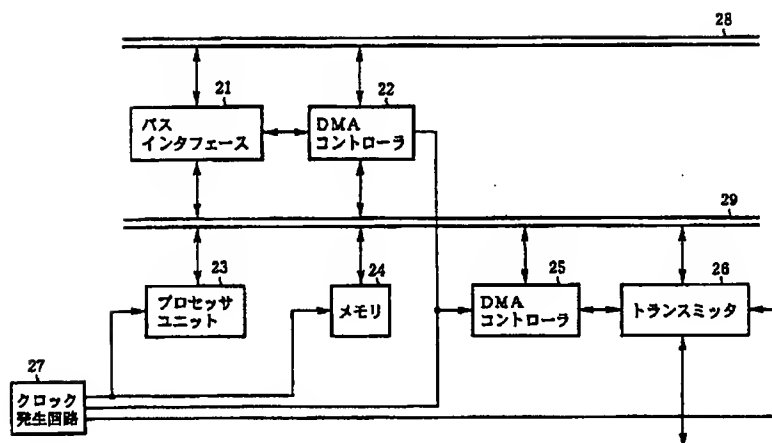 28
21
22
バス
インタフェース
DMA
コントローラ
29
23
24
25
26
プロセッサ
ユニット
メモリ
DMA
コントローラ
トランスミッタ
27
クロック
発生回路